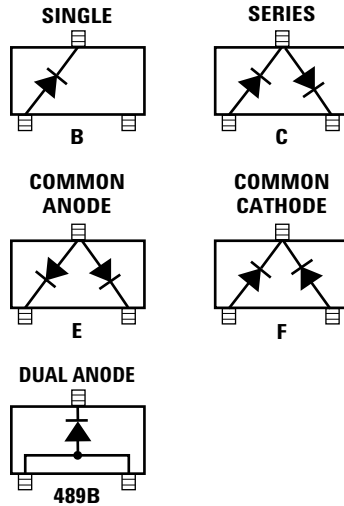 SINGLE
B
SERIES
C
COMMON
ANODE
E
COMMON
CATHODE
F
DUAL ANODE
489B